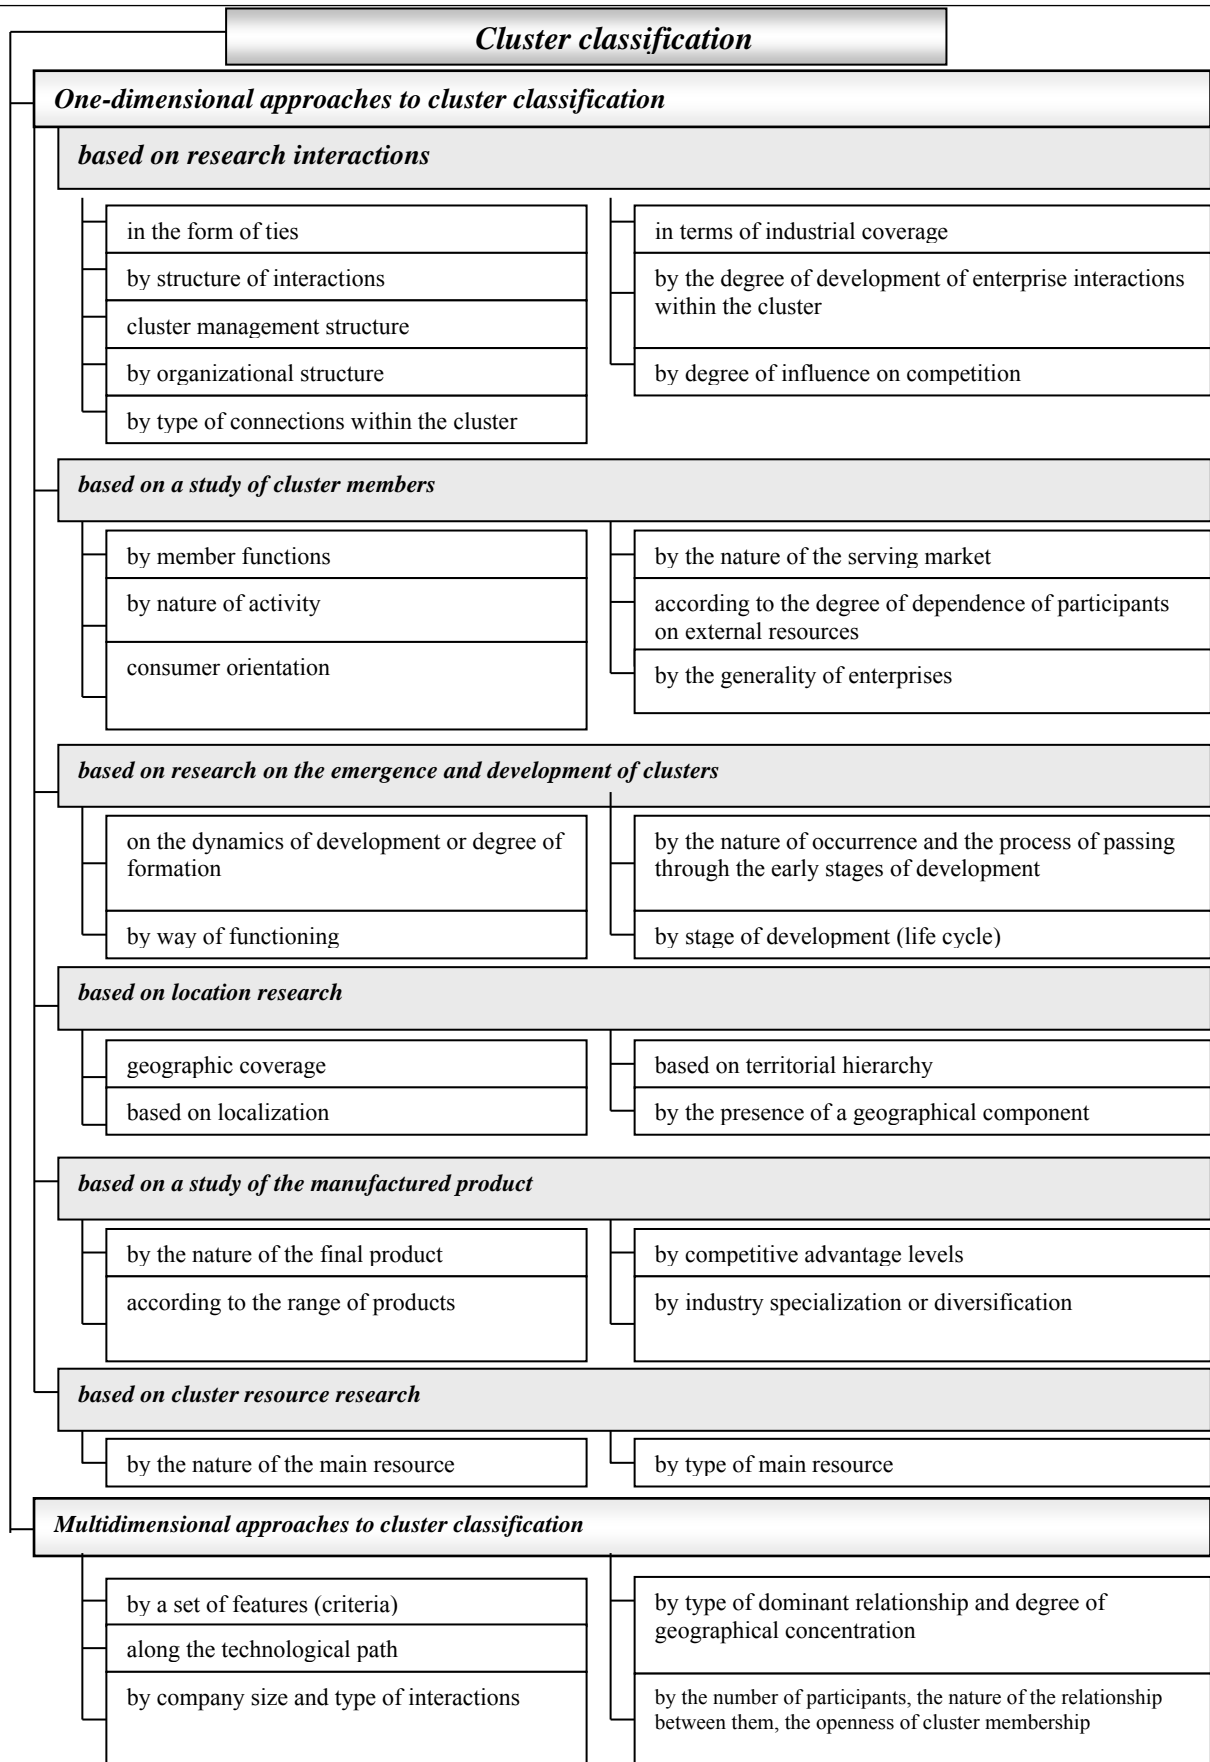 Cluster classification
One-dimensional approaches to cluster classification
based on research interactions
in the form of ties
by structure of interactions
cluster management structure
by organizational structure
by type of connections within the cluster
in terms of industrial coverage
by the degree of development of enterprise interactions
within the cluster
by degree of influence on competition
based on a study of cluster members
by member functions
by nature of activity
consumer orientation
by the nature of the serving market
according to the degree of dependence of participants
on external resources
by the generality of enterprises
based on research on the emergence and development of clusters
on the dynamics of development or degree of
formation
by way of functioning
by the nature of occurrence and the process of passing
through the early stages of development
by stage of development (life cycle)
based on location research
geographic coverage
based on localization
based on territorial hierarchy
by the presence of a geographical component
based on a study of the manufactured product
by the nature of the final product
according to the range of products
by competitive advantage levels
by industry specialization or diversification
based on cluster resource research
by the nature of the main resource
by type of main resource
Multidimensional approaches to cluster classification
by a set of features (criteria)
along the technological path
by company size and type of interactions
by type of dominant relationship and degree of
geographical concentration
by the number of participants, the nature of the relationship
between them, the openness of cluster membership